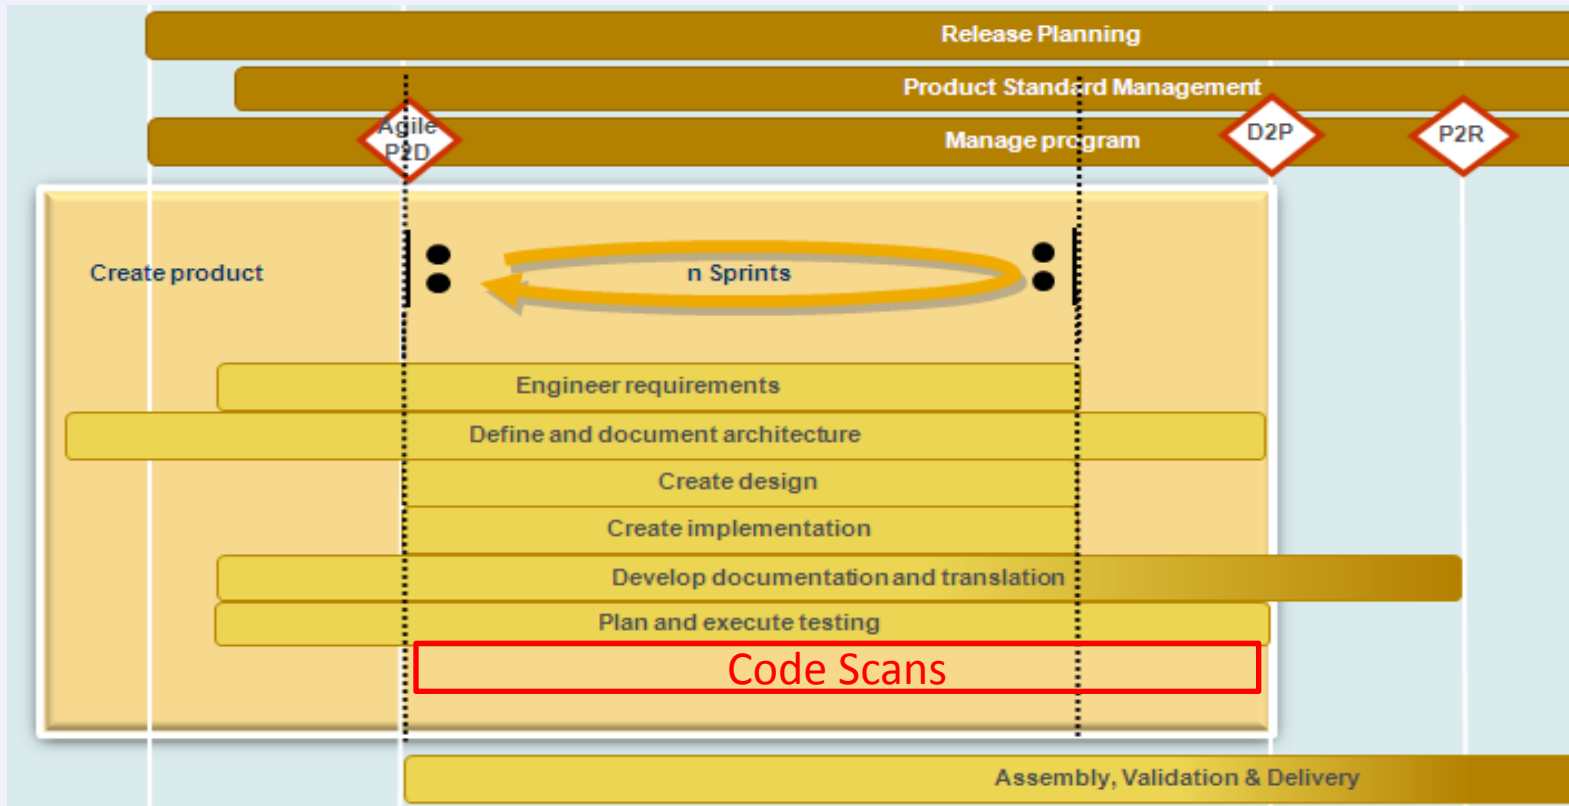 Release Planning
Product Standard Management
Agile
P2D
Manage program
D2P
P2R
Create product
n Sprints
Engineer requirements
Define and document architecture
Create design
Create implementation
Develop documentation and translation
Plan and execute testing
Code Scans
Assembly, Validation & Delivery